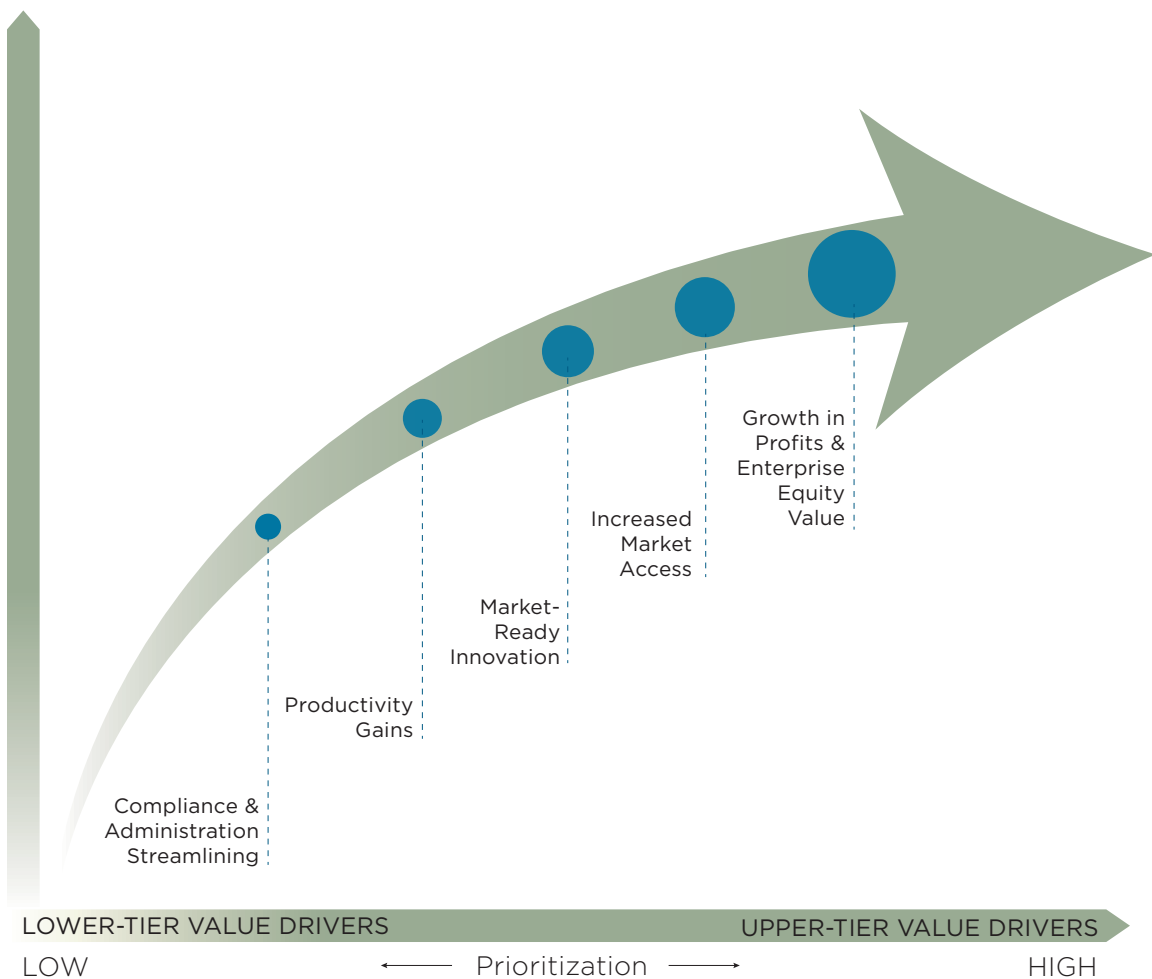 Growth in
Profits &
Enterprise
Equity
Value
Increased
Market
Access
Market-
Ready
Innovation
Productivity
Gains
Compliance &
Administration
Streamlining
LOWER-TIER VALUE DRIVERS
UPPER-TIER VALUE DRIVERS
LOW
Prioritization
HIGH